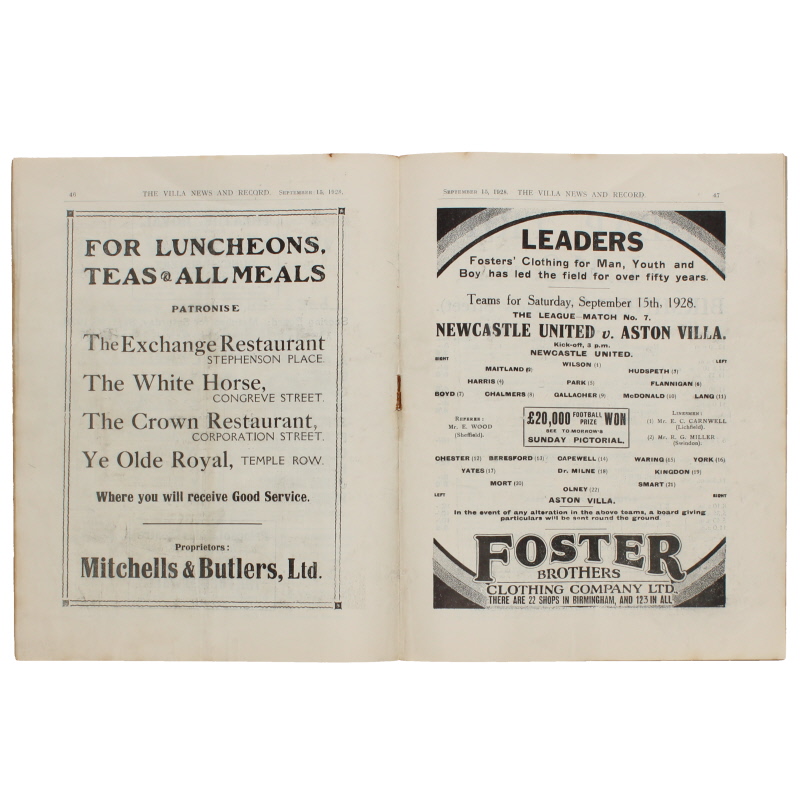 46 THE VILLA NEWS AND RECORD. SEPTEMBER 15, 1928.
FOR LUNCHEONS,
TEAS & ALL MEALS
PATRONISE
The Exchange Restaurant
STEPHENSON PLACE.
The White Horse,
CONGREVE STREET.
The Crown Restaurant,
CORPORATION STREET.
Ye Olde Royal, TEMPLE ROW.
Where you will receive Good Service.
Proprietors:
Mitchells & Butlers, Ltd.
SEPTEMBER 15, 1928. THE VILLA NEWS AND RECORD. 47
LEADERS
Fosters' Clothing for Man, Youth and
Boy has led the field for over fifty years.
Teams for Saturday, September 15th, 1928.
THE LEAGUE—MATCH No. 7.
NEWCASTLE UNITED v. ASTON VILLA.
Kick-off, 3 p.m.
NEWCASTLE UNITED.
RIGHT LEFT
WILSON (1)
MAITLAND (2) HUDSPETH (3)
HARRIS (4) PARK (5) FLANNIGAN (6)
BOYD (7) CHALMERS (8) GALLACHER (9) McDONALD (10) LANG (11)
REFEREE:
Mr. E. WOOD
(Sheffield).
£20,000 FOOTBALL PRIZE WON
SEE TO-MORROW'S
SUNDAY PICTORIAL.
LINESMEN:
(1) Mr. E. C. CARNWELL
(Lichfield).
(2) Mr. R. G. MILLER
(Swindon).
CHESTER (12) BERESFORD (13) CAPEWELL (14) WARING (15) YORK (16)
YATES (17) Dr. MILNE (18) KINGDON (19)
MORT (20) SMART (21)
OLNEY (22)
LEFT RIGHT
ASTON VILLA.
In the event of any alteration in the above teams, a board giving
particulars will be sent round the ground.
FOSTER
BROTHERS
CLOTHING COMPANY LTD.
THERE ARE 22 SHOPS IN BIRMINGHAM, AND 123 IN ALL